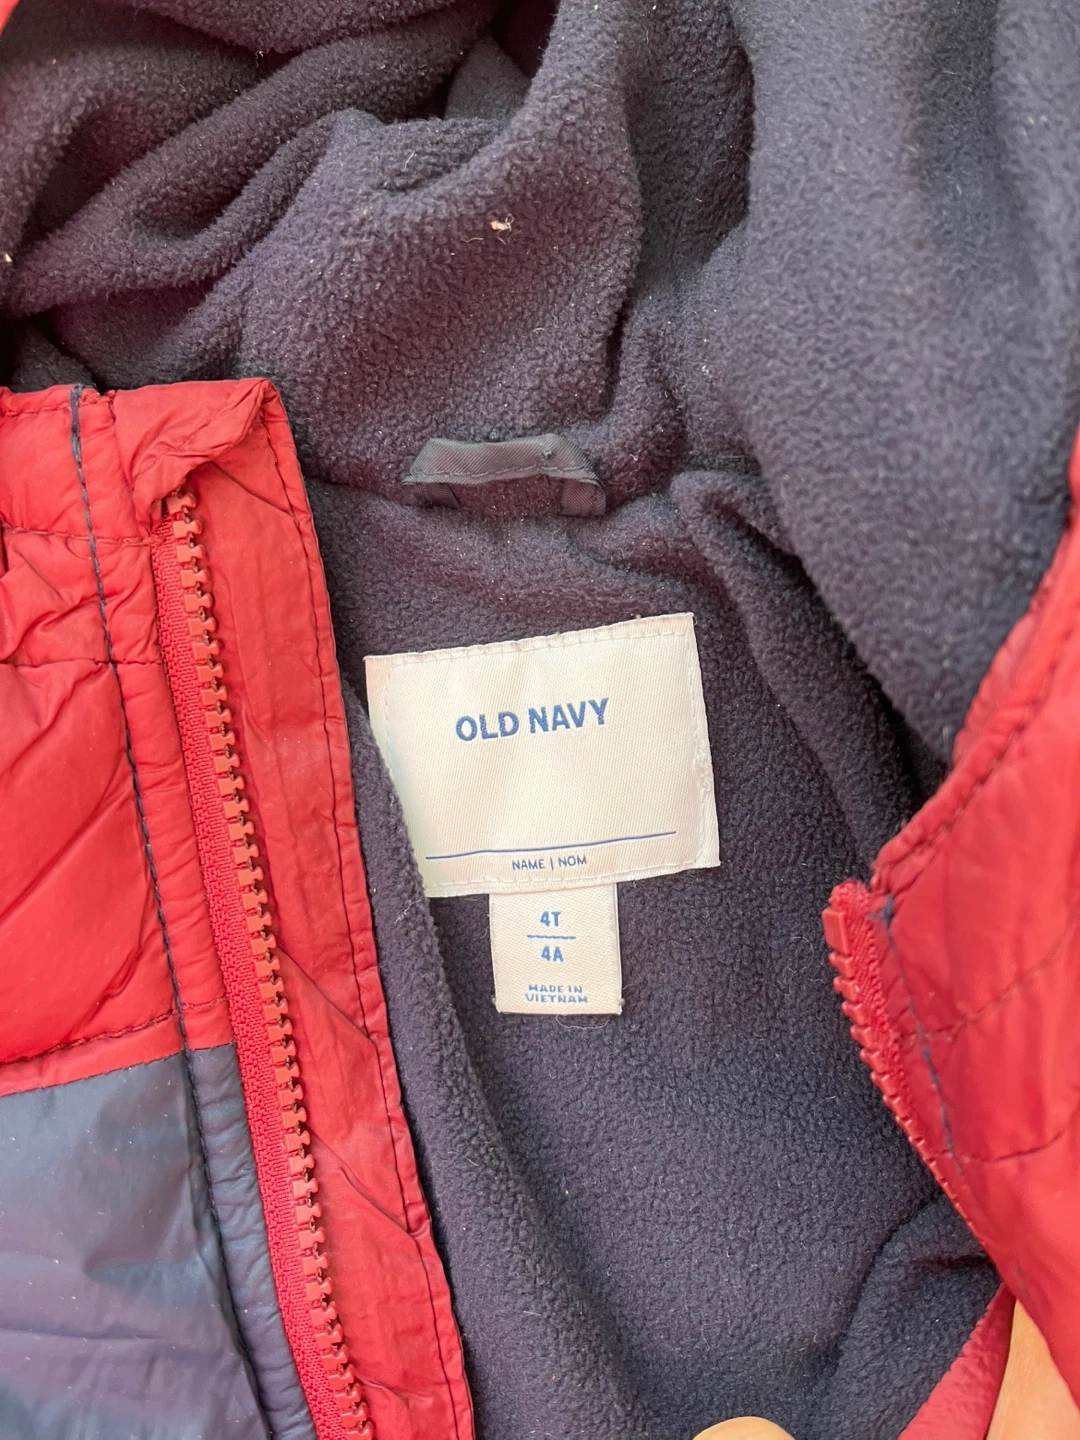 OLD NAVY
NAME | NOM
4T
4A
MADE IN
VIETNAM